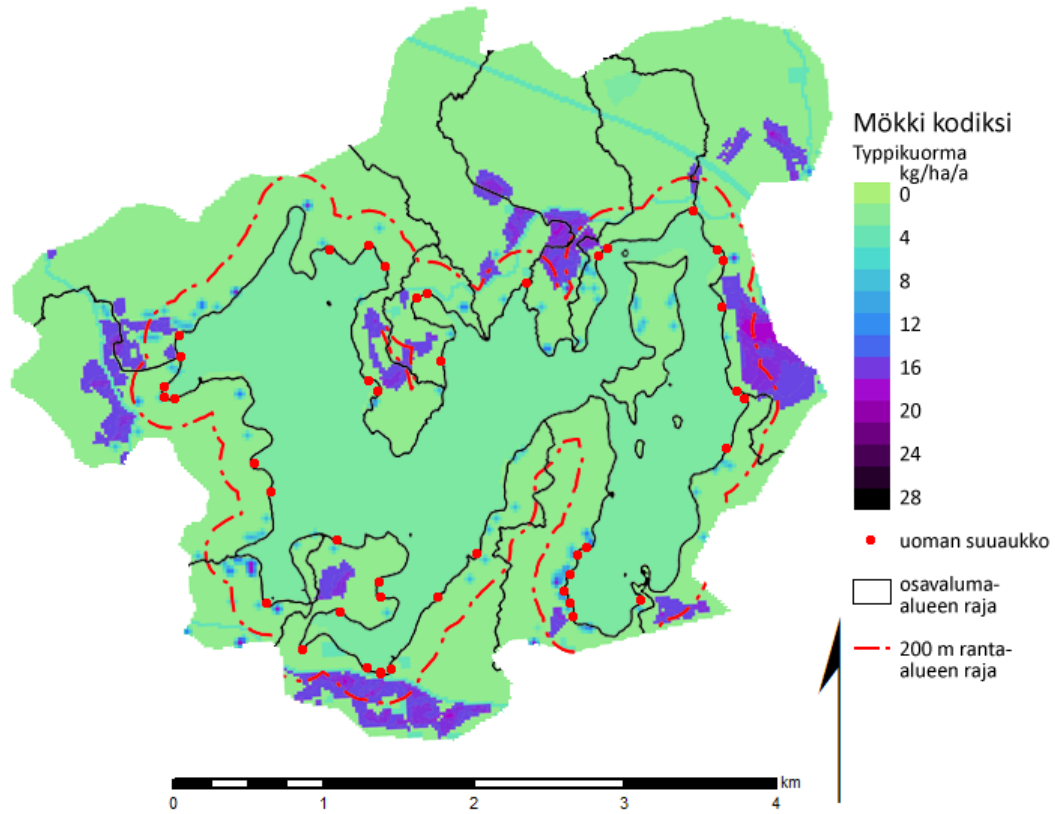 Mökki kodiksi
Typpikuorma
kg/ha/a
0
4
8
12
16
20
24
28
uoman suuaukko
osavaluma-
alueen raja
200 m ranta-
alueen raja
km
0 1 2 3 4